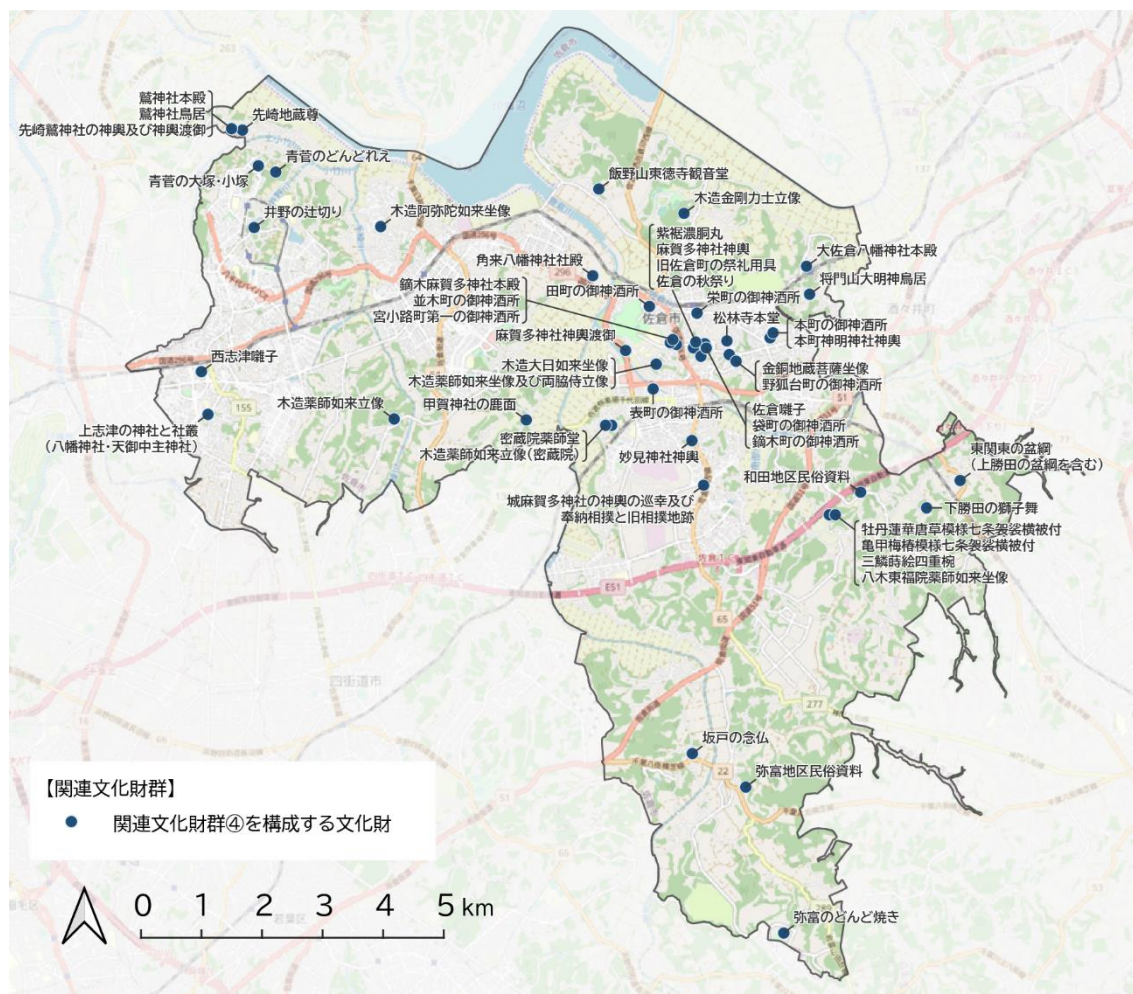 鷲神社本殿
鷲神社鳥居
先崎鷲神社の神輿及び神輿渡御
先崎地蔵尊
青菅のどんどれえ
青菅の大塚・小塚
井野の辻切り
木造阿弥陀如来坐像
飯野山東徳寺観音堂
木造金剛力士立像
紫裾濃胴丸
麻賀多神社神輿
旧佐倉町の祭礼用具
佐倉の秋祭り
大佐倉八幡神社本殿
将門山大明神鳥居
角来八幡神社社殿
田町の御神酒所
栄町の御神酒所
鏑木麻賀多神社本殿
並木町の御神酒所
宮小路町第一の御神酒所
佐倉市
松林寺本堂
本町の御神酒所
本町神明神社神輿
麻賀多神社神輿渡御
木造大日如来坐像
木造薬師如来坐像及び両脇侍立像
金銅地蔵菩薩坐像
野狐台町の御神酒所
西志津囃子
上志津の神社と社叢
(八幡神社・天御中主神社)
木造薬師如来立像
甲賀神社の鹿面
表町の御神酒所
佐倉囃子
袋町の御神酒所
鏑木町の御神酒所
密蔵院薬師堂
木造薬師如来立像(密蔵院)
妙見神社神輿
東関東の盆綱
(上勝田の盆綱を含む)
和田地区民俗資料
下勝田の獅子舞
城麻賀多神社の神輿の巡幸及び
奉納相撲と旧相撲地跡
牡丹蓮華唐草模様七条袈裟横被付
亀甲梅椿模様七条袈裟横被付
三鱗蒔絵四重椀
八木東福院薬師如来坐像
四街道市
坂戸の念仏
弥富地区民俗資料
弥富のどんど焼き
263
64
296
155
51
E51
65
277
22
【関連文化財群】
関連文化財群④を構成する文化財
0 1 2 3 4 5 km